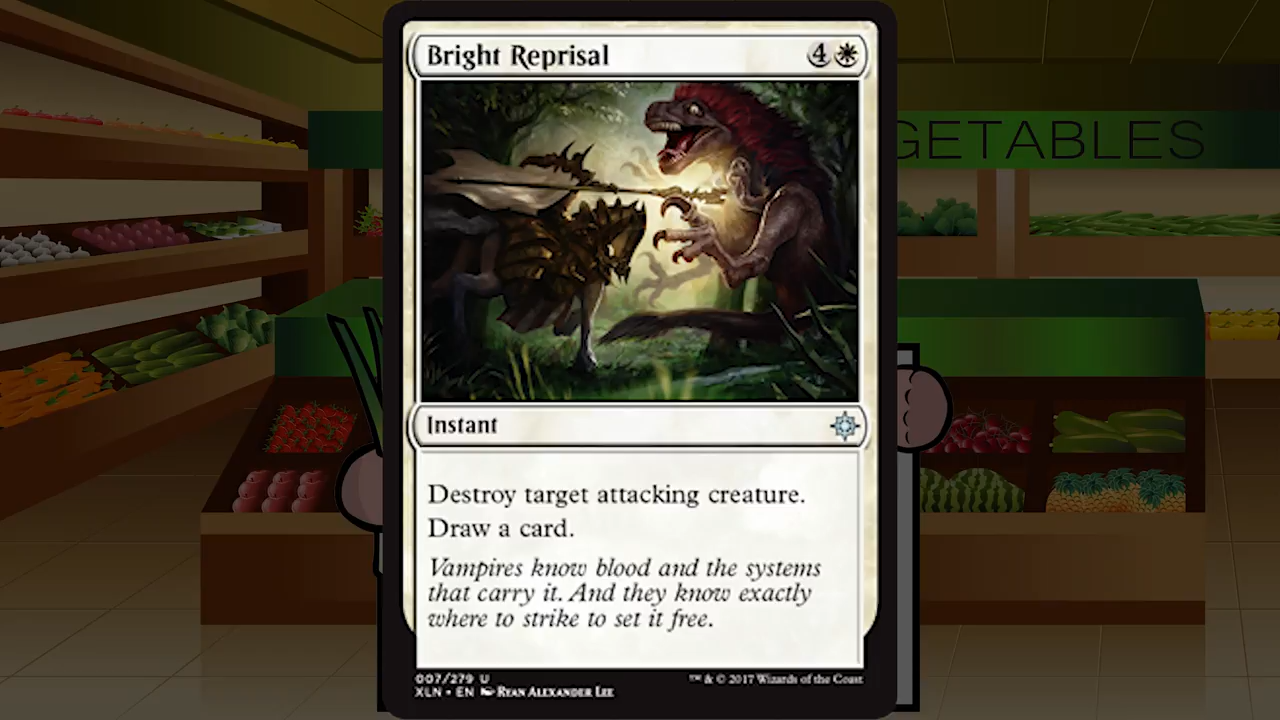 Bright Reprisal 4
GETABLES
Instant
Destroy target attacking creature.
Draw a card.
Vampires know blood and the systems
that carry it. And they know exactly
where to strike to set it free.
007/279 U
XLN • EN Ryan Alexander Lee
™ & © 2017 Wizards of the Coast